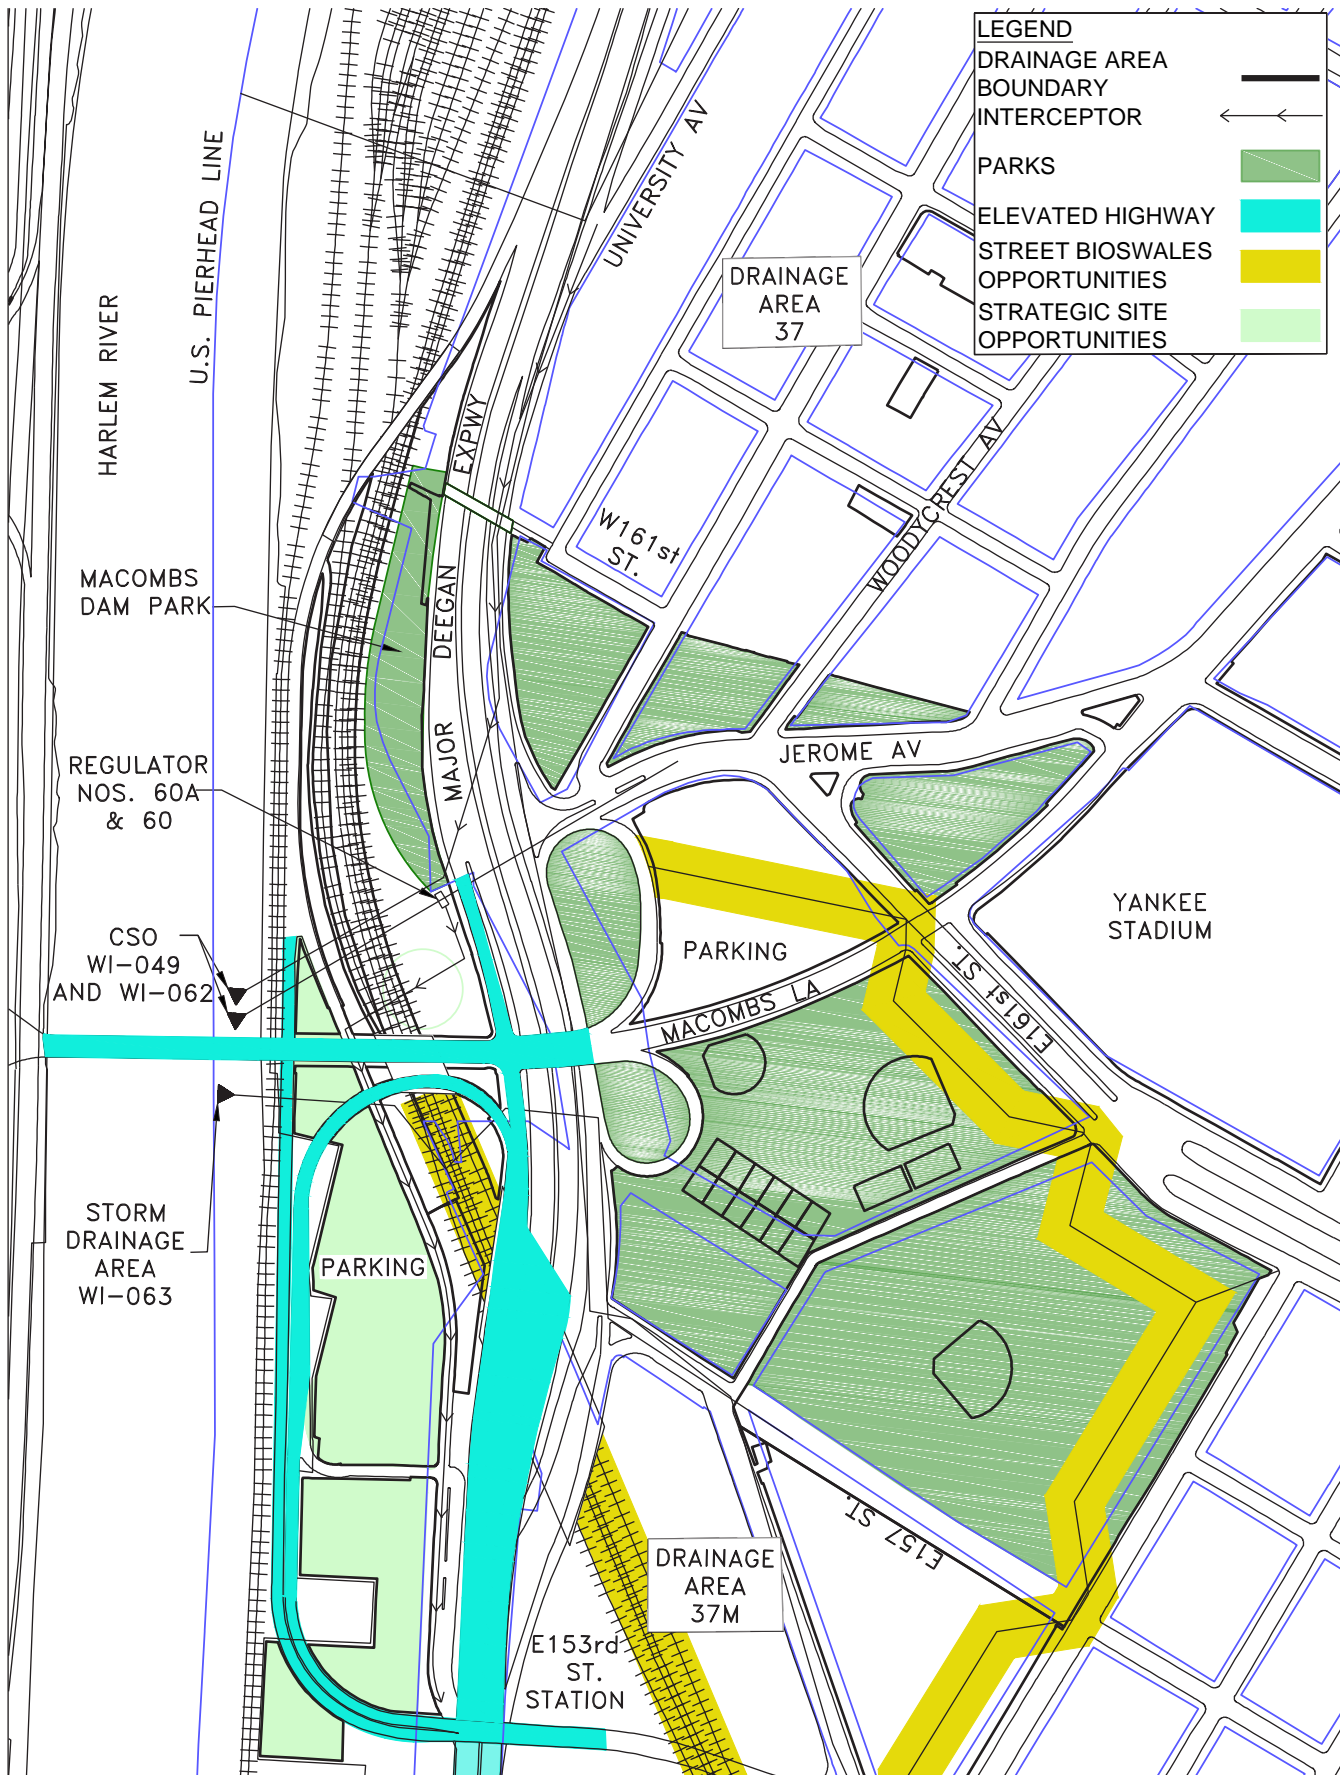 LEGEND
DRAINAGE AREA
BOUNDARY
INTERCEPTOR
PARKS
ELEVATED HIGHWAY
STREET BIOSWALES
OPPORTUNITIES
STRATEGIC SITE
OPPORTUNITIES
HARLEM RIVER
U.S. PIERHEAD LINE
UNIVERSITY AV
DRAINAGE
AREA
37
WOODYCREST AV
W161st
ST.
MAJOR DEEGAN EXPWY
MACOMBS
DAM PARK
REGULATOR
NOS. 60A
& 60
JEROME AV
YANKEE
STADIUM
PARKING
MACOMBS LA
E161st ST.
CSO
WI-049
AND WI-062
STORM
DRAINAGE
AREA
WI-063
PARKING
E157 ST.
DRAINAGE
AREA
37M
E153rd
ST.
STATION